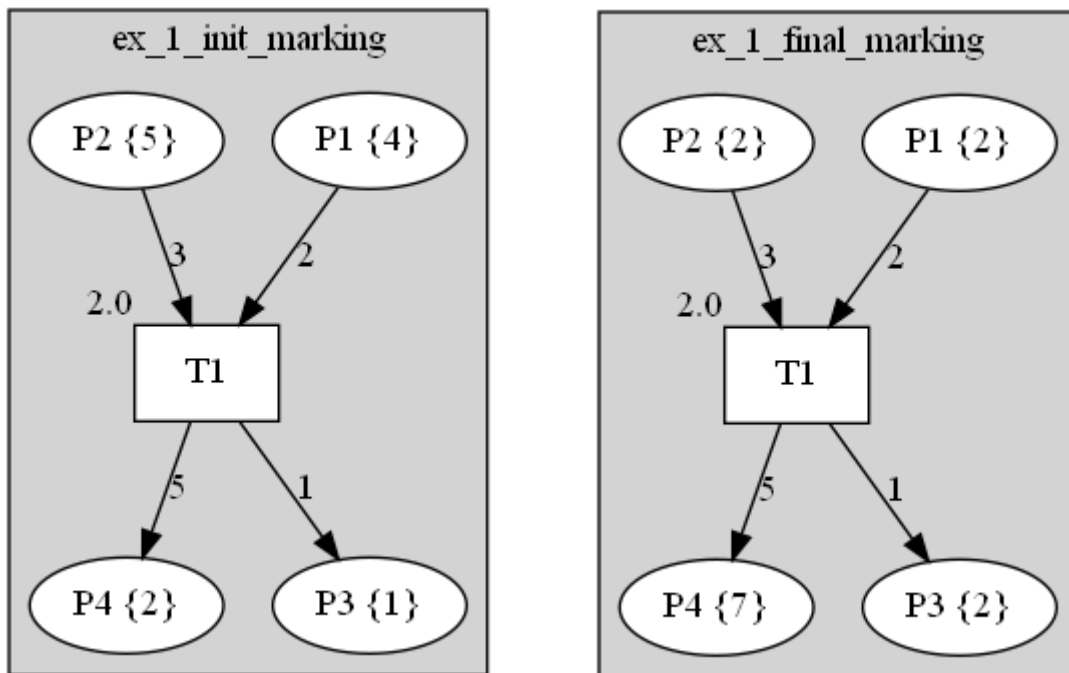 ex_1_init_marking
P2 {5} P1 {4}
3 2
2.0
T1
5 1
P4 {2} P3 {1}
ex_1_final_marking
P2 {2} P1 {2}
3 2
2.0
T1
5 1
P4 {7} P3 {2}